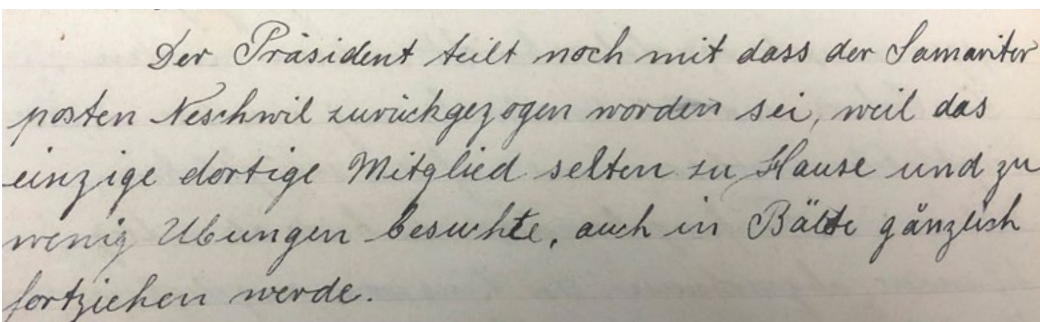 Der Präsident teilt noch mit dass der Samariter
posten Neschwil zurückgezogen worden sei, weil das
einzige dortige Mitglied selten zu Hause und zu
wenig Übungen besuchte, auch in Bälde gänzlich
fortziehen werde.